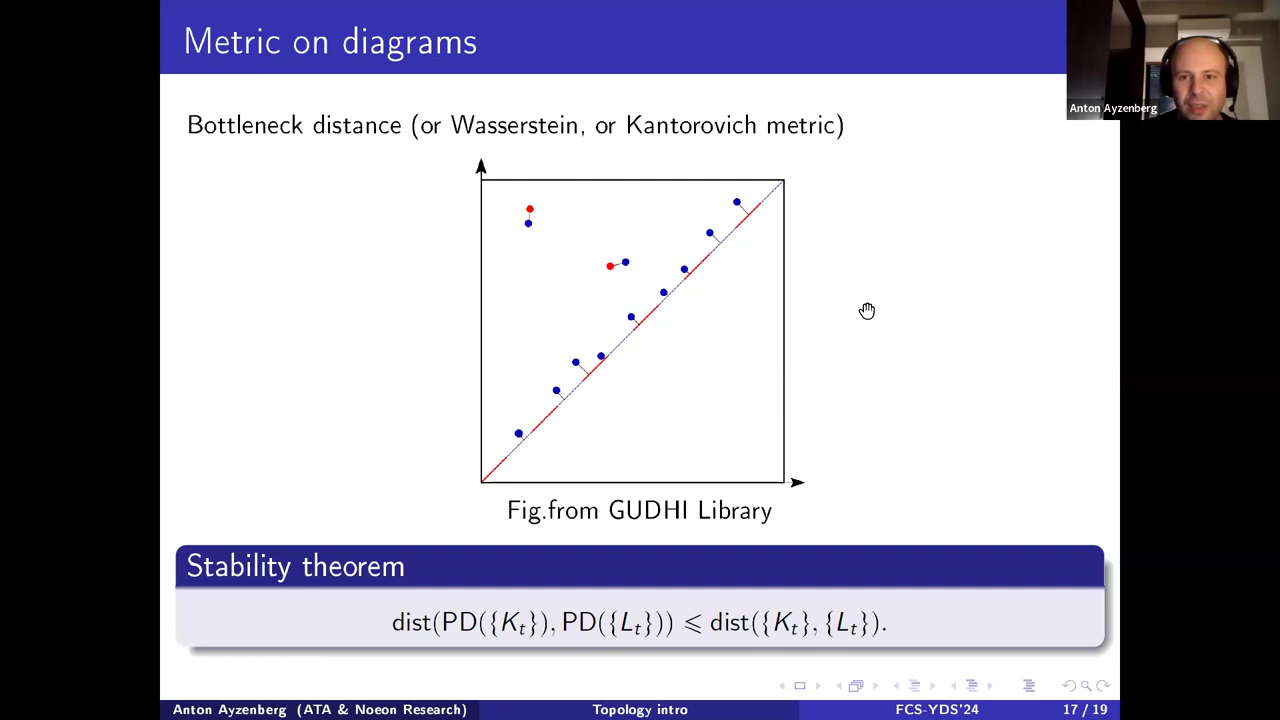 Metric on diagrams
Anton Ayzenberg
Bottleneck distance (or Wasserstein, or Kantorovich metric)
Fig.from GUDHI Library
Stability theorem
dist(PD({K_t}), PD({L_t})) ⩽ dist({K_t}, {L_t}).
Anton Ayzenberg (ATA & Noeon Research) Topology intro FCS-YDS'24 17 / 19